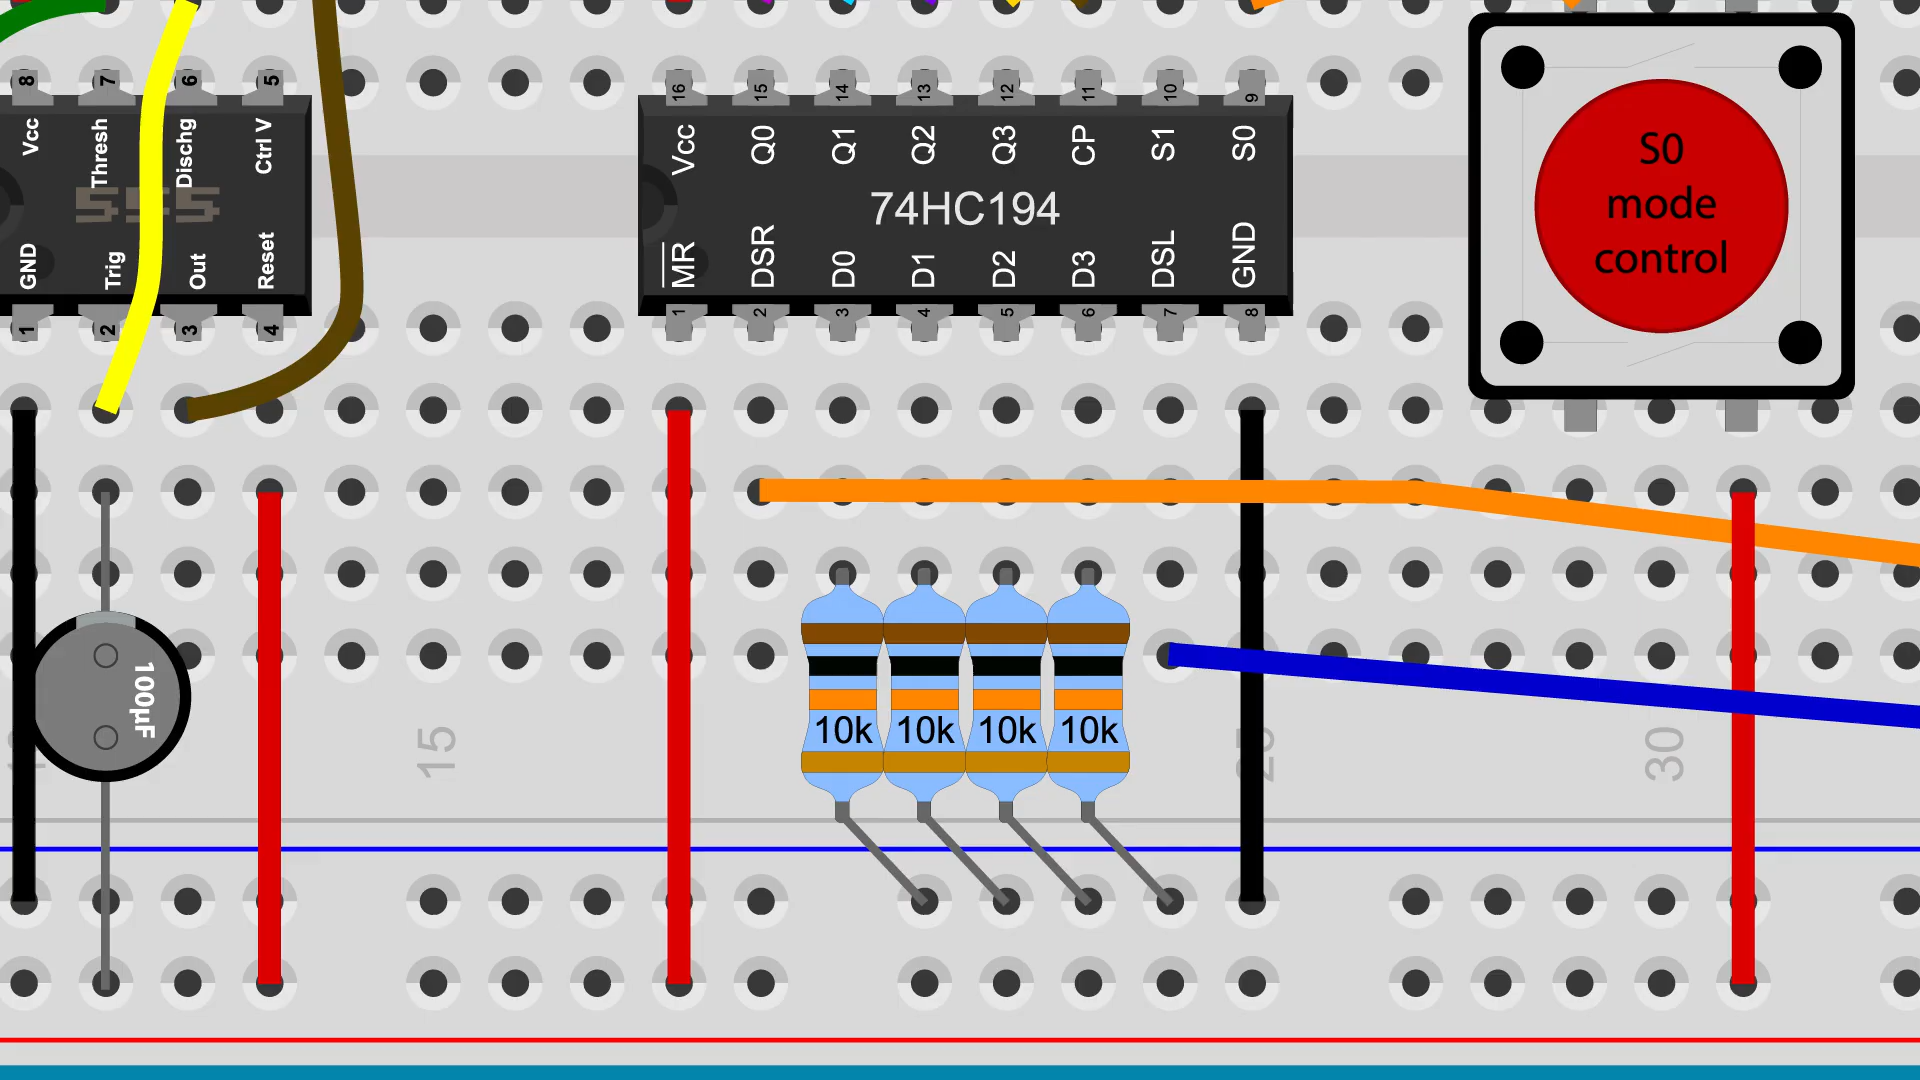 8 7 6 5
Vcc Thresh Dischg Ctrl V
555
GND Trig Out Reset
1 2 3 4
16 15 14 13 12 11 10 9
Vcc Q0 Q1 Q2 Q3 CP S1 S0
74HC194
MR DSR D0 D1 D2 D3 DSL GND
1 2 3 4 5 6 7 8
S0
mode
control
100µF
10k 10k 10k 10k
15 25 30